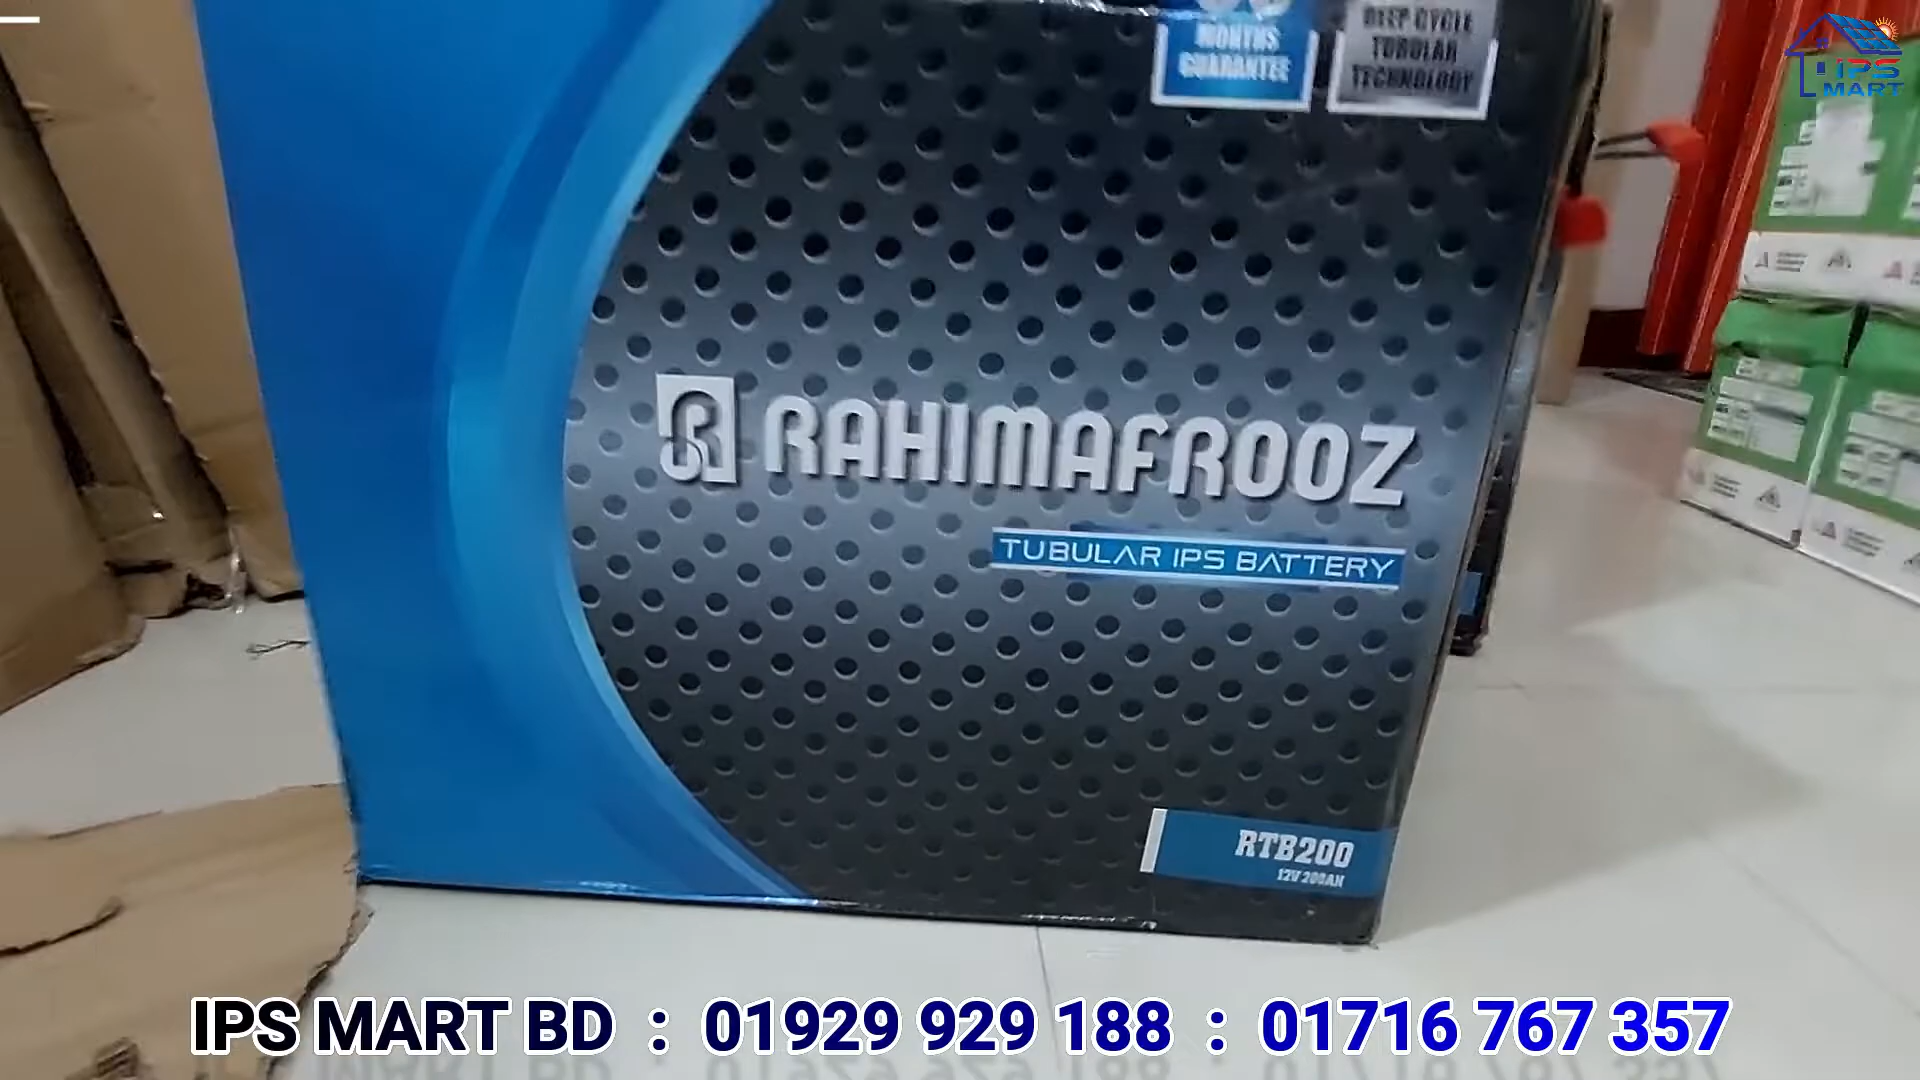 MONTHS
GUARANTEE
DEEP CYCLE
TUBULAR
TECHNOLOGY
IPS
MART
RAHIMAFROOZ
TUBULAR IPS BATTERY
RTB200
12V 200AH
IPS MART BD : 01929 929 188 : 01716 767 357